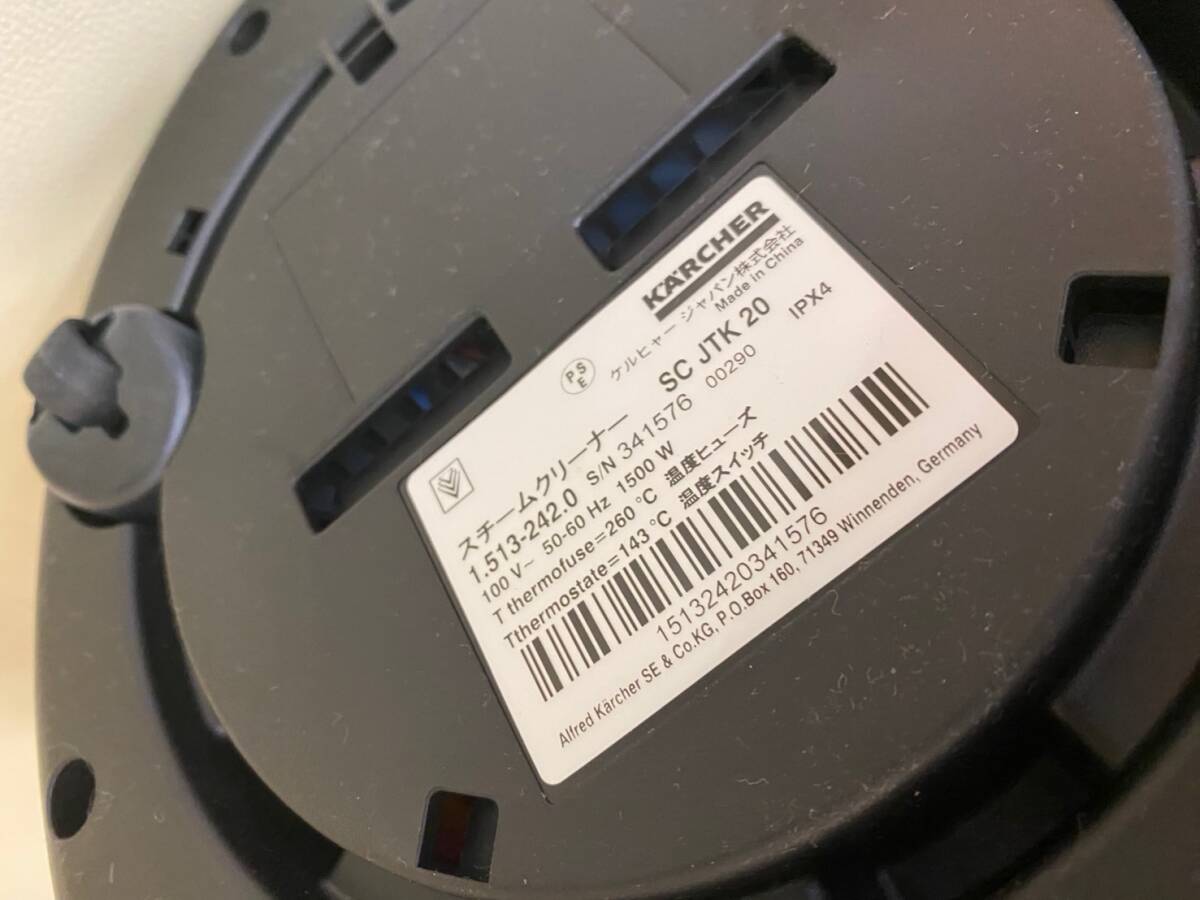 KÄRCHER
PSE
ケルヒャー ジャパン株式会社
Made in China
スチームクリーナー SC JTK 20
1.513-242.0 S/N 341576 00290 IPX4
100 V~ 50-60 Hz 1500 W
T thermofuse=260 °C 温度ヒューズ
Tthermostate=143 °C 温度スイッチ
15132420341576
Alfred Kärcher SE & Co.KG, P.O.Box 160, 71349 Winnenden, Germany